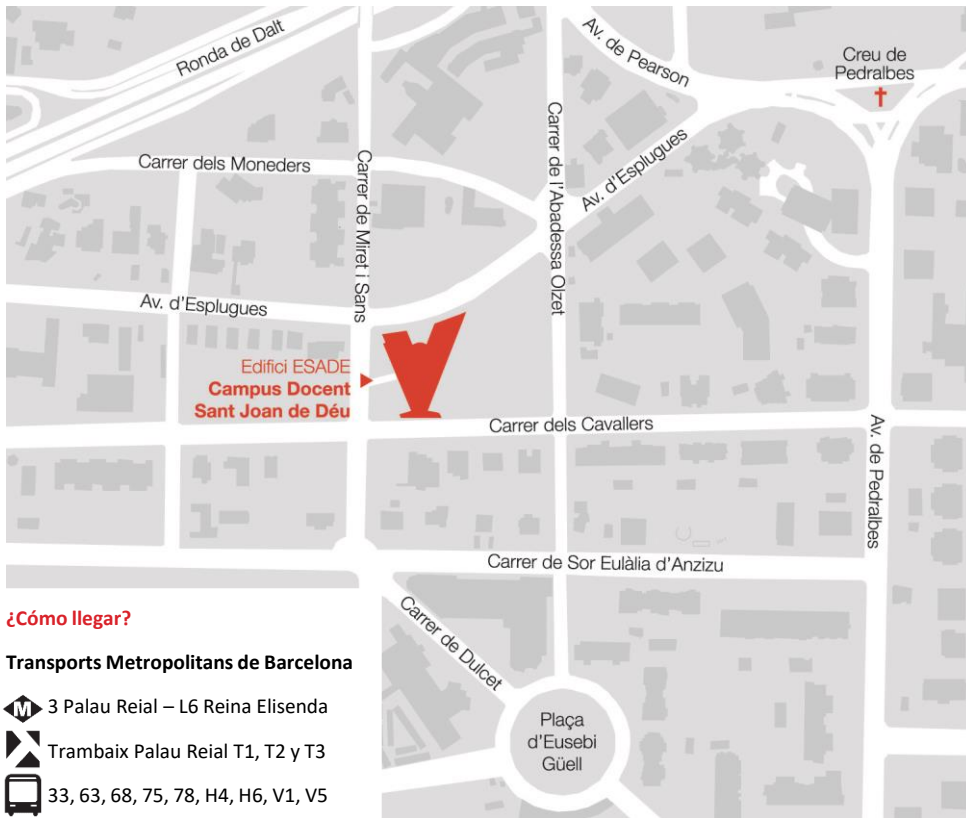 Ronda de Dalt
Av. de Pearson
Creu de
Pedralbes
Carrer dels Moneders
Carrer de Miret i Sans
Carrer de l'Abadessa Olzet
Av. d'Esplugues
Av. d'Esplugues
Edifici ESADE
Campus Docent
Sant Joan de Déu
Carrer dels Cavallers
Av. de Pedralbes
Carrer de Sor Eulàlia d'Anzizu
Carrer de Dulcet
Plaça
d'Eusebi
Güell
¿Cómo llegar?
Transports Metropolitans de Barcelona
M 3 Palau Reial – L6 Reina Elisenda
Trambaix Palau Reial T1, T2 y T3
33, 63, 68, 75, 78, H4, H6, V1, V5